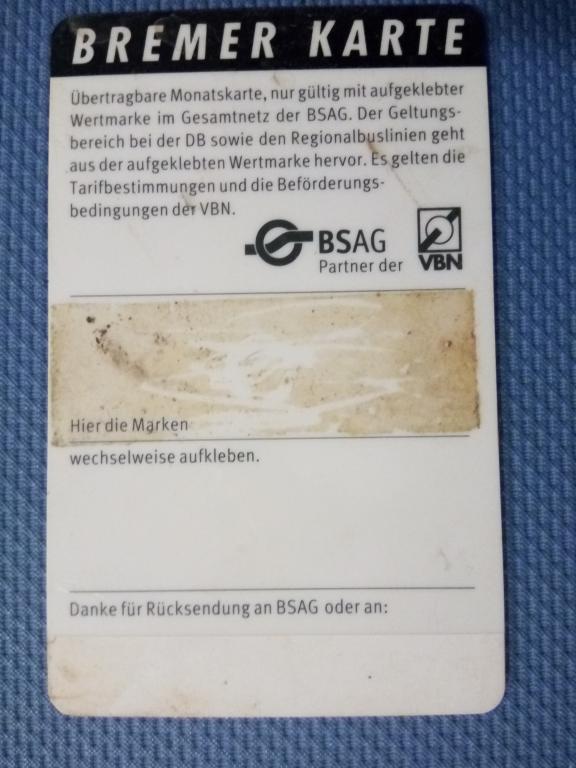 BREMER KARTE
Übertragbare Monatskarte, nur gültig mit aufgeklebter
Wertmarke im Gesamtnetz der BSAG. Der Geltungs-
bereich bei der DB sowie den Regionalbuslinien geht
aus der aufgeklebten Wertmarke hervor. Es gelten die
Tarifbestimmungen und die Beförderungs-
bedingungen der VBN.
BSAG
Partner der VBN
Hier die Marken
wechselweise aufkleben.
Danke für Rücksendung an BSAG oder an: